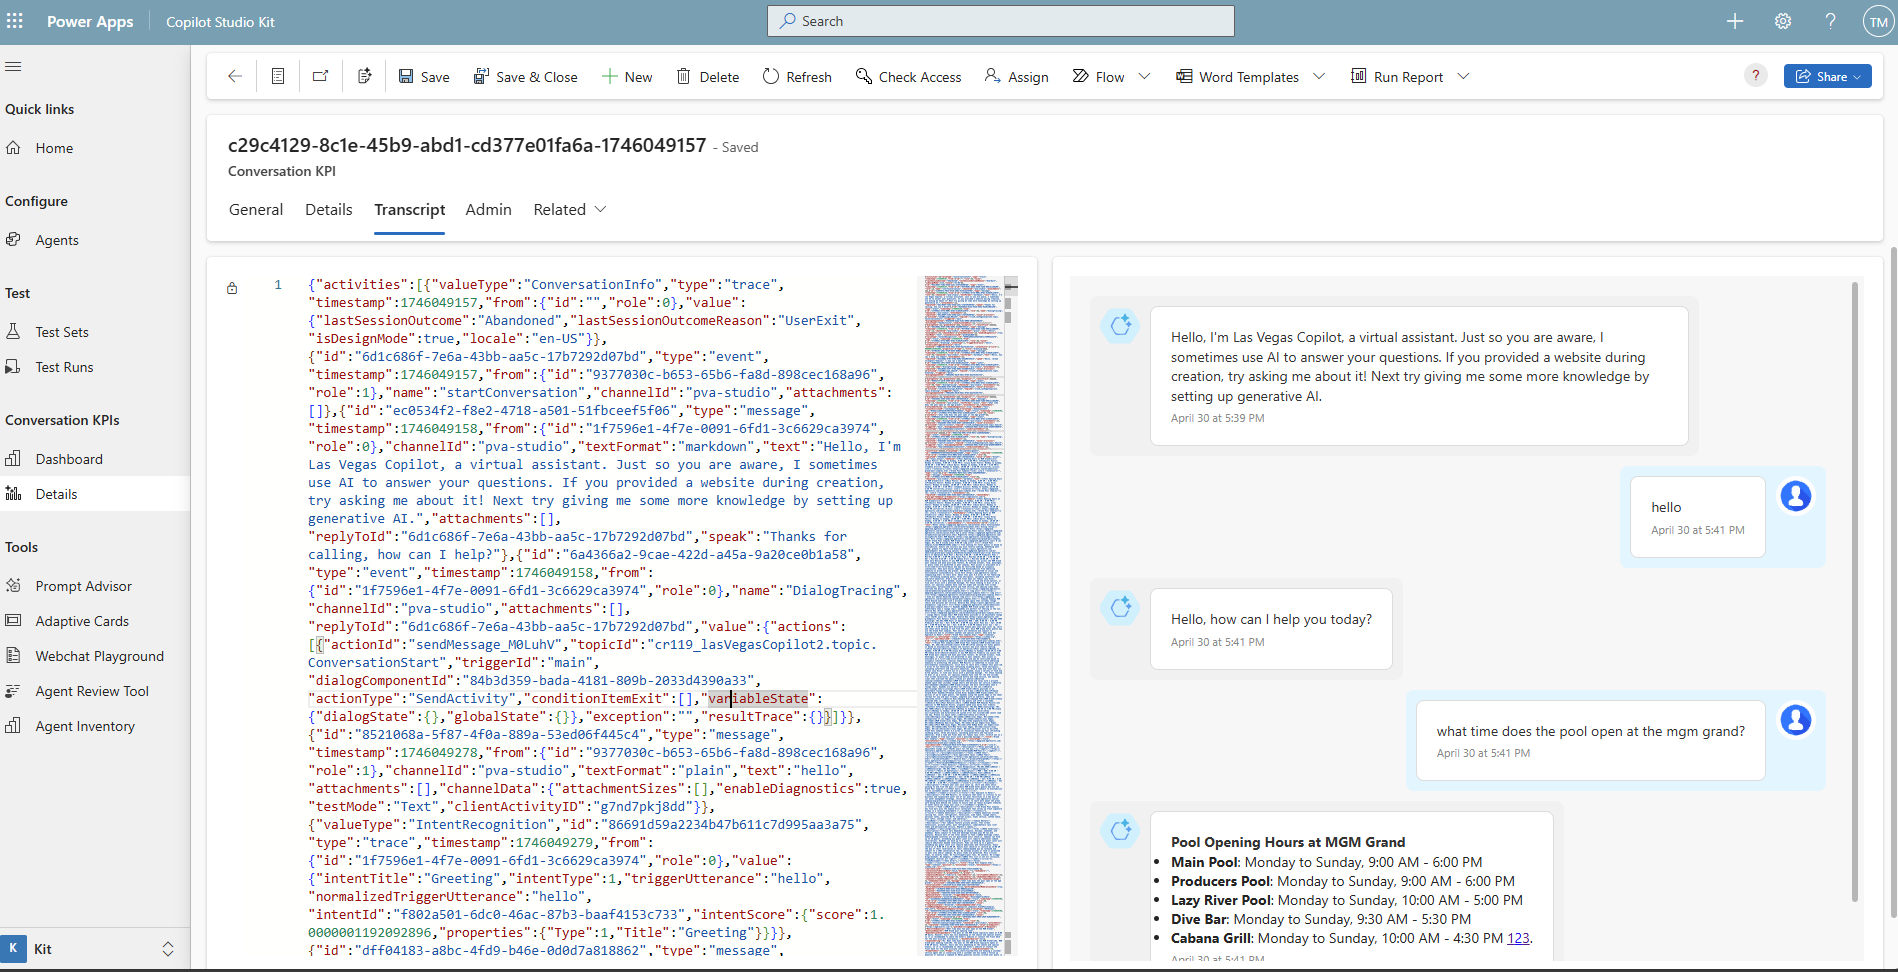 Power Apps
Copilot Studio Kit
Search
TM
Quick links
Home
Configure
Agents
Test
Test Sets
Test Runs
Conversation KPIs
Dashboard
Details
Tools
Prompt Advisor
Adaptive Cards
Webchat Playground
Agent Review Tool
Agent Inventory
K Kit
Save
Save & Close
New
Delete
Refresh
Check Access
Assign
Flow
Word Templates
Run Report
?
Share
c29c4129-8c1e-45b9-abd1-cd377e01fa6a-1746049157 - Saved
Conversation KPI
General Details Transcript Admin Related
1
{"activities":[{"valueType":"ConversationInfo","type":"trace",
"timestamp":1746049157,"from":{"id":"","role":0},"value":
{"lastSessionOutcome":"Abandoned","lastSessionOutcomeReason":"UserExit",
"isDesignMode":true,"locale":"en-US"}},
{"id":"6d1c686f-7e6a-43bb-aa5c-17b7292d07bd","type":"event",
"timestamp":1746049157,"from":{"id":"9377030c-b653-65b6-fa8d-898cec168a96",
"role":1},"name":"startConversation","channelId":"pva-studio","attachments":
[]},{"id":"ec0534f2-f8e2-4718-a501-51fbceef5f06","type":"message",
"timestamp":1746049158,"from":{"id":"1f7596e1-4f7e-0091-6fd1-3c6629ca3974",
"role":0},"channelId":"pva-studio","textFormat":"markdown","text":"Hello, I'm
Las Vegas Copilot, a virtual assistant. Just so you are aware, I sometimes
use AI to answer your questions. If you provided a website during creation,
try asking me about it! Next try giving me some more knowledge by setting up
generative AI.","attachments":[],
"replyToId":"6d1c686f-7e6a-43bb-aa5c-17b7292d07bd","speak":"Thanks for
calling, how can I help?"},{"id":"6a4366a2-9cae-422d-a45a-9a20ce0b1a58",
"type":"event","timestamp":1746049158,"from":
{"id":"1f7596e1-4f7e-0091-6fd1-3c6629ca3974","role":0},"name":"DialogTracing",
"channelId":"pva-studio","attachments":[],
"replyToId":"6d1c686f-7e6a-43bb-aa5c-17b7292d07bd","value":{"actions":
[{"actionId":"sendMessage_M0LuhV","topicId":"cr119_lasVegasCopilot2.topic.
ConversationStart","triggerId":"main",
"dialogComponentId":"84b3d359-bada-4181-809b-2033d4390a33",
"actionType":"SendActivity","conditionItemExit":[],"variableState":
{"dialogState":{},"globalState":{}},"exception":"","resultTrace":{}}]}},
{"id":"8521068a-5f87-4f0a-889a-53ed06f445c4","type":"message",
"timestamp":1746049278,"from":{"id":"9377030c-b653-65b6-fa8d-898cec168a96",
"role":1},"channelId":"pva-studio","textFormat":"plain","text":"hello",
"attachments":[],"channelData":{"attachmentSizes":[],"enableDiagnostics":true,
"testMode":"Text","clientActivityID":"g7nd7pkj8dd"}},
{"valueType":"IntentRecognition","id":"86691d59a2234b47b611c7d995aa3a75",
"type":"trace","timestamp":1746049279,"from":
{"id":"1f7596e1-4f7e-0091-6fd1-3c6629ca3974","role":0},"value":
{"intentTitle":"Greeting","intentType":1,"triggerUtterance":"hello",
"normalizedTriggerUtterance":"hello",
"intentId":"f802a501-6dc0-46ac-87b3-baaf4153c733","intentScore":{"score":1.
0000001192092896,"properties":{"Type":1,"Title":"Greeting"}}}},
{"id":"dff04183-a8bc-4fd9-b46e-0d0d7a818862","type":"message",
Hello, I'm Las Vegas Copilot, a virtual assistant. Just so you are aware, I
sometimes use AI to answer your questions. If you provided a website during
creation, try asking me about it! Next try giving me some more knowledge by
setting up generative AI.
April 30 at 5:39 PM
hello
April 30 at 5:41 PM
Hello, how can I help you today?
April 30 at 5:41 PM
what time does the pool open at the mgm grand?
April 30 at 5:41 PM
Pool Opening Hours at MGM Grand
• Main Pool: Monday to Sunday, 9:00 AM - 6:00 PM
• Producers Pool: Monday to Sunday, 9:00 AM - 6:00 PM
• Lazy River Pool: Monday to Sunday, 10:00 AM - 5:00 PM
• Dive Bar: Monday to Sunday, 9:30 AM - 5:30 PM
• Cabana Grill: Monday to Sunday, 10:00 AM - 4:30 PM 123.
April 30 at 5:41 PM